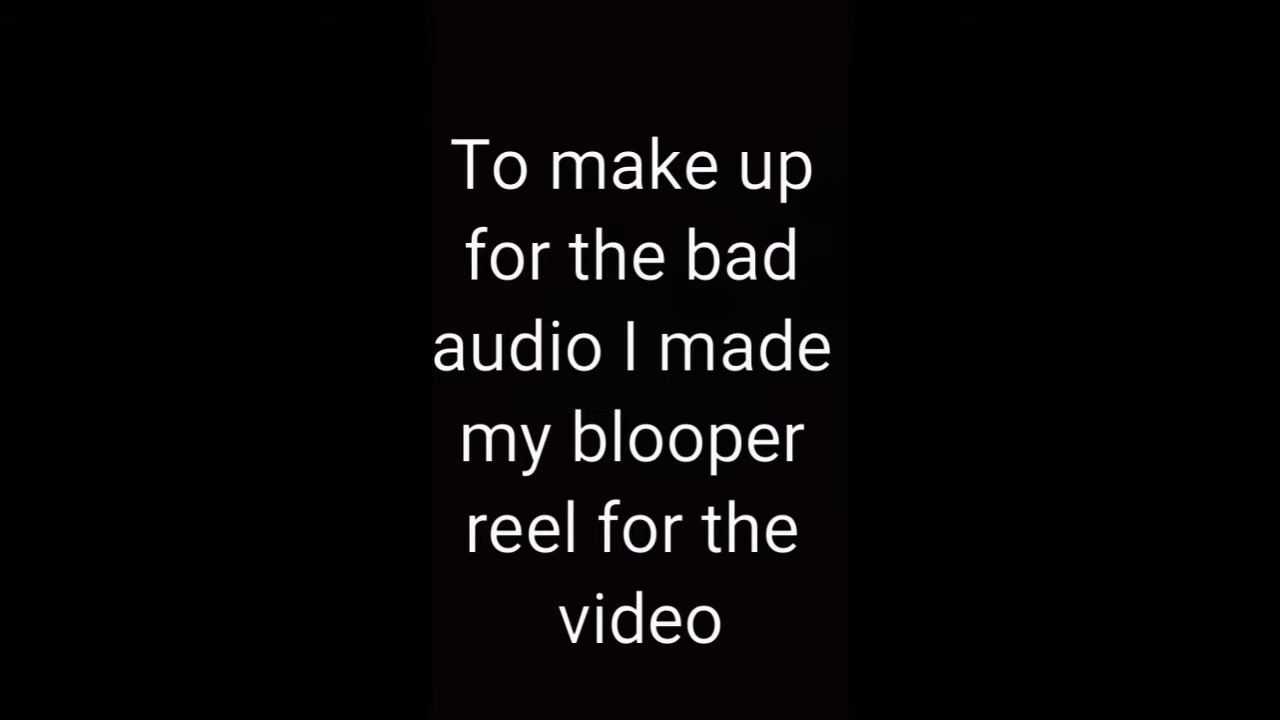 To make up
for the bad
audio I made
my blooper
reel for the
video